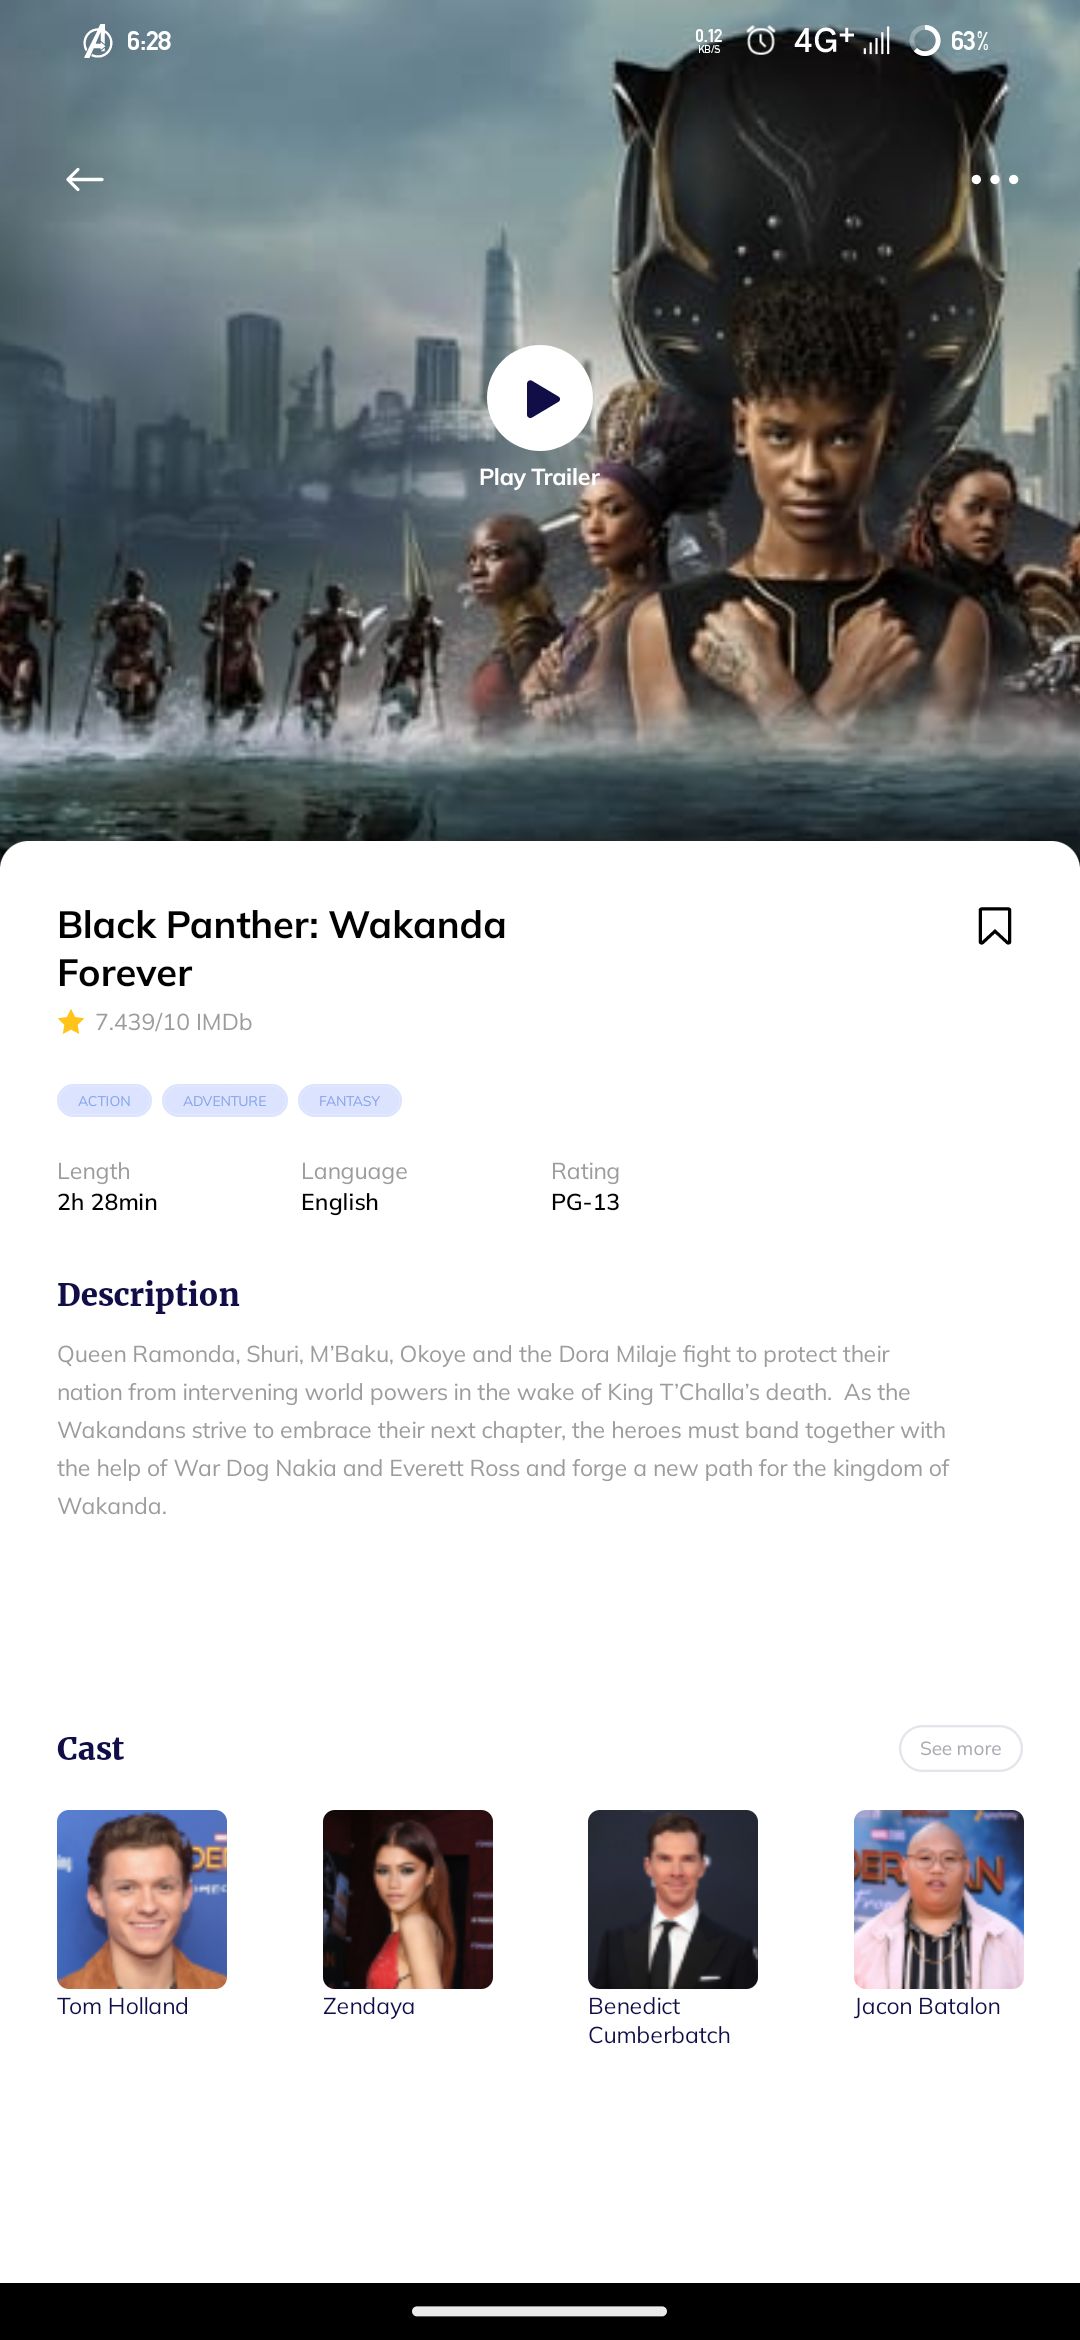 6:28
0.12
KB/S
4G+
63%
Play Trailer
Black Panther: Wakanda
Forever
7.439/10 IMDb
ACTION
ADVENTURE
FANTASY
Length
Language
Rating
2h 28min
English
PG-13
Description
Queen Ramonda, Shuri, M’Baku, Okoye and the Dora Milaje fight to protect their
nation from intervening world powers in the wake of King T’Challa’s death.  As the
Wakandans strive to embrace their next chapter, the heroes must band together with
the help of War Dog Nakia and Everett Ross and forge a new path for the kingdom of
Wakanda.
Cast
See more
Tom Holland
Zendaya
Benedict
Cumberbatch
Jacon Batalon